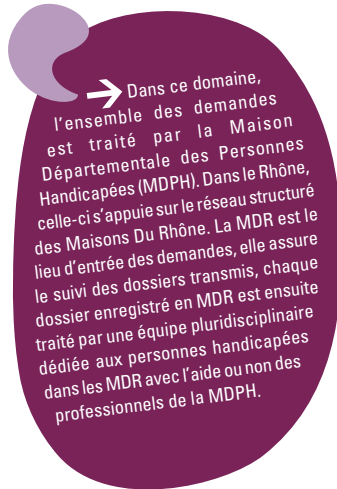 Dans ce domaine,
l'ensemble des demandes
est traité par la Maison
Départementale des Personnes
Handicapées (MDPH). Dans le Rhône,
celle-ci s'appuie sur le réseau structuré
des Maisons Du Rhône. La MDR est le
lieu d'entrée des demandes, elle assure
le suivi des dossiers transmis, chaque
dossier enregistré en MDR est ensuite
traité par une équipe pluridisciplinaire
dédiée aux personnes handicapées
dans les MDR avec l'aide ou non des
professionnels de la MDPH.